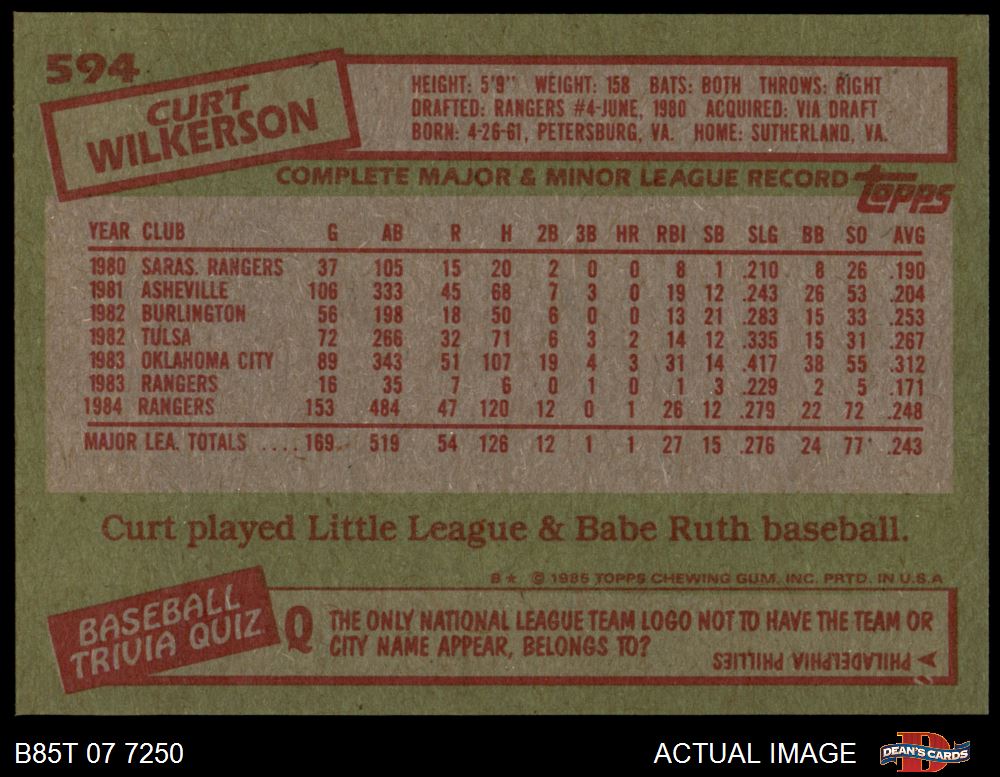 594
CURT
WILKERSON
HEIGHT: 5'9" WEIGHT: 158 BATS: BOTH THROWS: RIGHT
DRAFTED: RANGERS #4-JUNE, 1980 ACQUIRED: VIA DRAFT
BORN: 4-26-61, PETERSBURG, VA. HOME: SUTHERLAND, VA.
COMPLETE MAJOR & MINOR LEAGUE RECORD topps
YEAR CLUB G AB R H 2B 3B HR RBI SB SLG BB SO AVG
1980 SARAS. RANGERS 37 105 15 20 2 0 0 8 1 .210 8 26 .190
1981 ASHEVILLE 106 333 45 68 7 3 0 19 12 .243 26 53 .204
1982 BURLINGTON 56 198 18 50 6 0 0 13 21 .283 15 33 .253
1982 TULSA 72 266 32 71 6 3 2 14 12 .335 15 31 .267
1983 OKLAHOMA CITY 89 343 51 107 19 4 3 31 14 .417 38 55 .312
1983 RANGERS 16 35 7 6 0 1 0 1 3 .229 2 5 .171
1984 RANGERS 153 484 47 120 12 0 1 26 12 .279 22 72 .248
MAJOR LEA. TOTALS .... 169 519 54 126 12 1 1 27 15 .276 24 77 .243
Curt played Little League & Babe Ruth baseball.
B* © 1985 TOPPS CHEWING GUM, INC. PRTD. IN U.S.A
BASEBALL
TRIVIA QUIZ
Q THE ONLY NATIONAL LEAGUE TEAM LOGO NOT TO HAVE THE TEAM OR
CITY NAME APPEAR, BELONGS TO?
A PHILADELPHIA PHILLIES
B85T 07 7250
ACTUAL IMAGE
D
DEAN'S CARDS